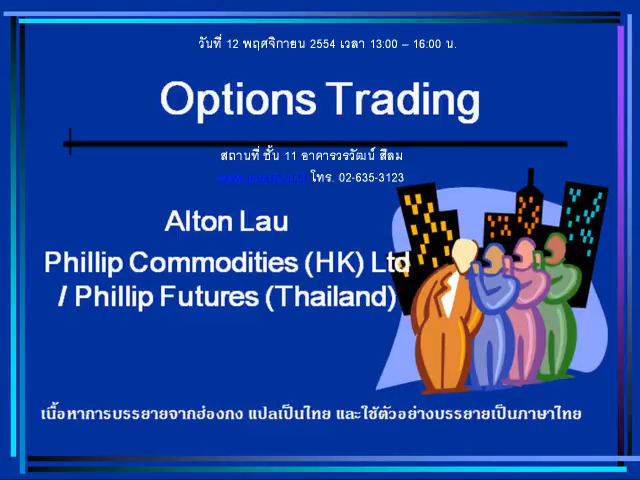 วันที่ 12 พฤศจิกายน 2554 เวลา 13:00 – 16:00 น.
Options Trading
สถานที่ ชั้น 11 อาคารวรวัฒน์ สีลม
โทร. 02-635-3123
Alton Lau
Phillip Commodities (HK) Ltd
/ Phillip Futures (Thailand)
เนื้อหาการบรรยายจากฮ่องกง แปลเป็นไทย และใช้ตัวอย่างบรรยายเป็นภาษาไทย